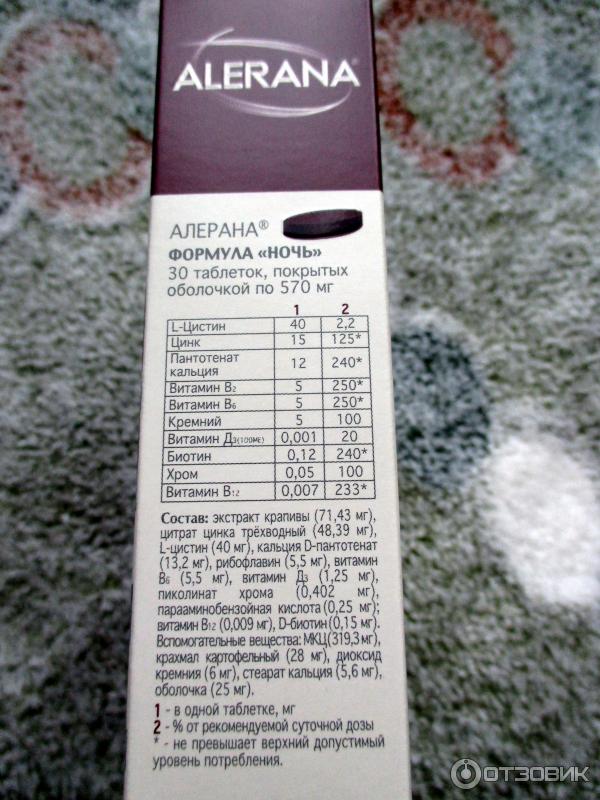 ALERANA®
АЛЕРАНА®
ФОРМУЛА «НОЧЬ»
30 таблеток, покрытых
оболочкой по 570 мг
1 2
L-Цистин 40 2,2
Цинк 15 125*
Пантотенат
кальция 12 240*
Витамин В2 5 250*
Витамин В6 5 250*
Кремний 5 100
Витамин Д3(100МЕ) 0,001 20
Биотин 0,12 240*
Хром 0,05 100
Витамин В12 0,007 233*
Состав: экстракт крапивы (71,43 мг),
цитрат цинка трёхводный (48,39 мг),
L-цистин (40 мг), кальция D-пантотенат
(13,2 мг), рибофлавин (5,5 мг), витамин
В6 (5,5 мг), витамин Д3 (1,25 мг),
пиколинат хрома (0,402 мг),
парааминобензойная кислота (0,25 мг);
витамин В12 (0,009 мг), D-биотин (0,15 мг).
Вспомогательные вещества: МКЦ(319,3 мг),
крахмал картофельный (28 мг), диоксид
кремния (6 мг), стеарат кальция (5,6 мг),
оболочка (25 мг).
1 - в одной таблетке, мг
2 - % от рекомендуемой суточной дозы
* - не превышает верхний допустимый
уровень потребления.
ОТЗОВИК